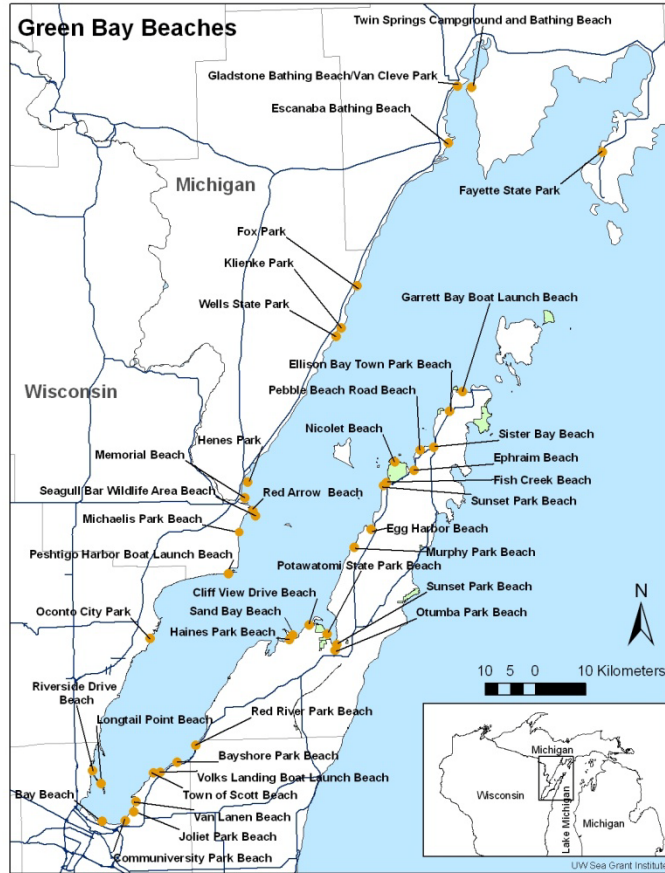 Green Bay Beaches
Twin Springs Campground and Bathing Beach
Gladstone Bathing Beach/Van Cleve Park
Escanaba Bathing Beach
Michigan
Fayette State Park
Fox Park
Klienke Park
Garrett Bay Boat Launch Beach
Wells State Park
Ellison Bay Town Park Beach
Wisconsin
Pebble Beach Road Beach
Nicolet Beach
Sister Bay Beach
Henes Park
Memorial Beach
Ephraim Beach
Fish Creek Beach
Seagull Bar Wildlife Area Beach
Red Arrow Beach
Sunset Park Beach
Michaelis Park Beach
Egg Harbor Beach
Murphy Park Beach
Peshtigo Harbor Boat Launch Beach
Potawatomi State Park Beach
Cliff View Drive Beach
Sunset Park Beach
Sand Bay Beach
Otumba Park Beach
Oconto City Park
Haines Park Beach
N
10 5 0 10 Kilometers
Riverside Drive
Beach
Longtail Point Beach
Red River Park Beach
Bayshore Park Beach
Volks Landing Boat Launch Beach
Town of Scott Beach
Bay Beach
Van Lanen Beach
Joliet Park Beach
Communiversity Park Beach
Michigan
Wisconsin
Lake Michigan
Michigan
UW Sea Grant Institute